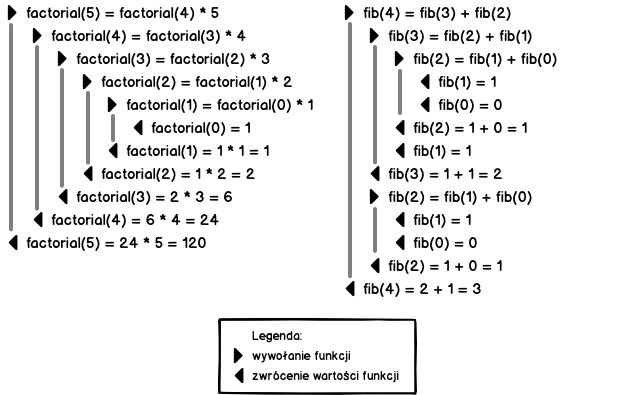 factorial(5) = factorial(4) * 5
factorial(4) = factorial(3) * 4
factorial(3) = factorial(2) * 3
factorial(2) = factorial(1) * 2
factorial(1) = factorial(0) * 1
factorial(0) = 1
factorial(1) = 1 * 1 = 1
factorial(2) = 1 * 2 = 2
factorial(3) = 2 * 3 = 6
factorial(4) = 6 * 4 = 24
factorial(5) = 24 * 5 = 120
fib(4) = fib(3) + fib(2)
fib(3) = fib(2) + fib(1)
fib(2) = fib(1) + fib(0)
fib(1) = 1
fib(0) = 0
fib(2) = 1 + 0 = 1
fib(1) = 1
fib(3) = 1 + 1 = 2
fib(2) = fib(1) + fib(0)
fib(1) = 1
fib(0) = 0
fib(2) = 1 + 0 = 1
fib(4) = 2 + 1 = 3
Legenda:
wywołanie funkcji
zwrócenie wartości funkcji